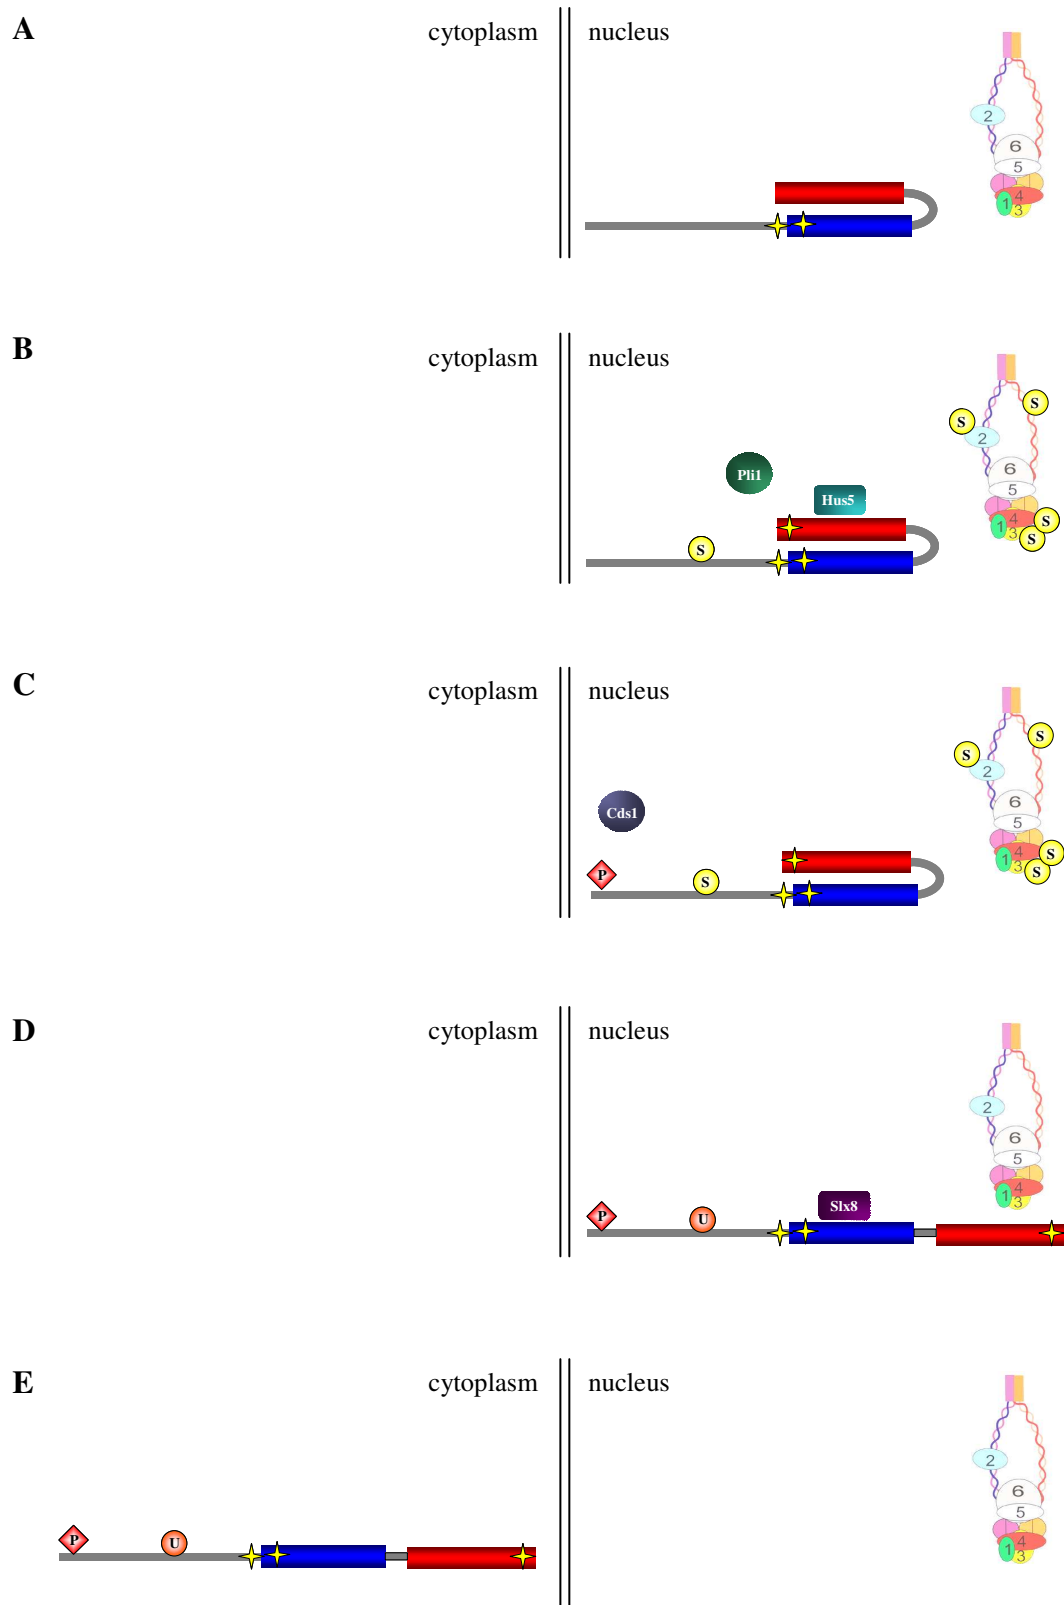 A cytoplasm nucleus
2
6
5
4
1
3
B cytoplasm nucleus
S
S
2
Pli1
6
Hus5
5
S
4
1
S
3
S
C cytoplasm nucleus
S
S
2
Cds1
6
5
P
S
4
1
S
3
S
D cytoplasm nucleus
2
6
5
4
1
3
Slx8
P
U
E cytoplasm nucleus
2
6
5
4
1
3
P
U